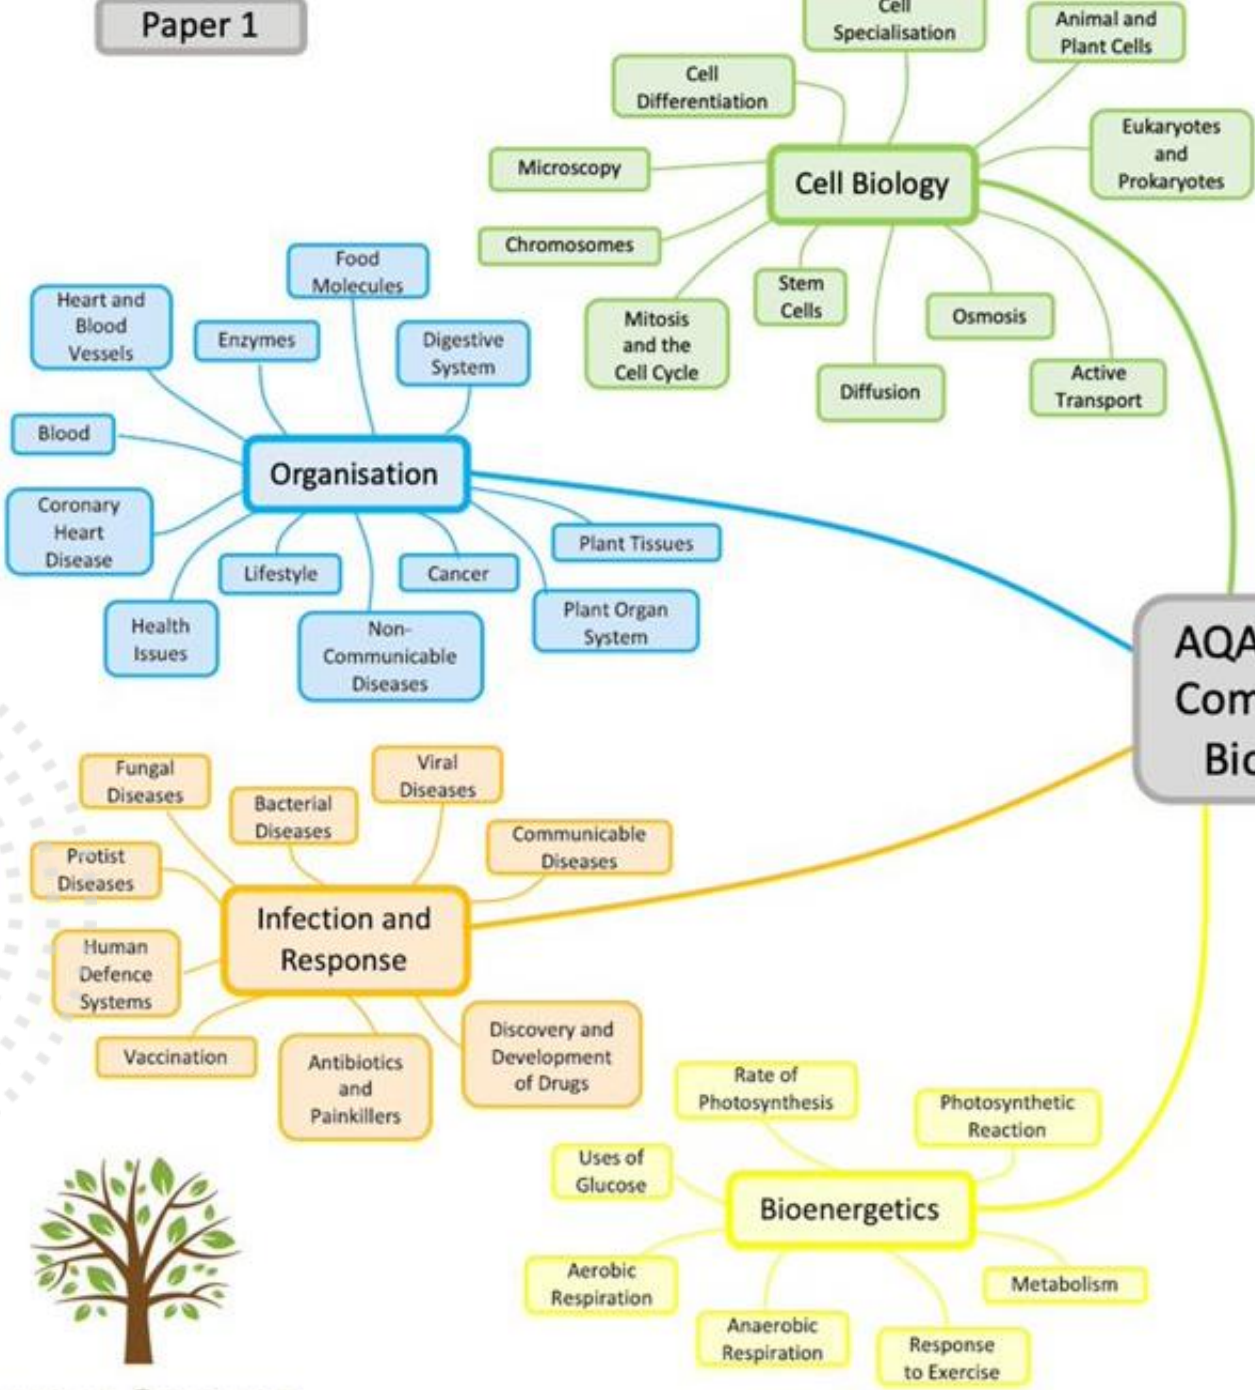 Paper 1
Cell
Specialisation
Animal and
Plant Cells
Cell
Differentiation
Eukaryotes
and
Prokaryotes
Microscopy
Cell Biology
Chromosomes
Stem
Cells
Mitosis
and the
Cell Cycle
Osmosis
Diffusion
Active
Transport
Food
Molecules
Heart and
Blood
Vessels
Enzymes
Digestive
System
Blood
Organisation
Coronary
Heart
Disease
Plant Tissues
Lifestyle
Cancer
Health
Issues
Non-
Communicable
Diseases
Plant Organ
System
AQA
Com
Bio
Fungal
Diseases
Viral
Diseases
Bacterial
Diseases
Communicable
Diseases
Protist
Diseases
Infection and
Response
Human
Defence
Systems
Vaccination
Antibiotics
and
Painkillers
Discovery and
Development
of Drugs
Rate of
Photosynthesis
Photosynthetic
Reaction
Uses of
Glucose
Bioenergetics
Aerobic
Respiration
Metabolism
Anaerobic
Respiration
Response
to Exercise